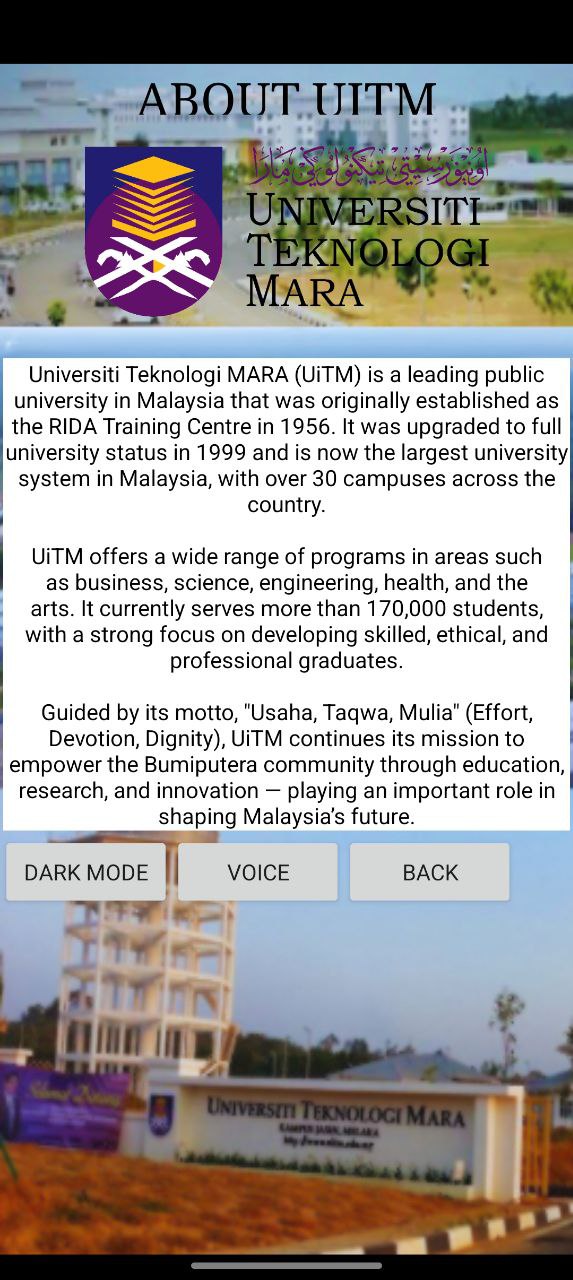 ABOUT UITM
اونيۏرسيتي تيكنولوڬي مارا
UNIVERSITI
TEKNOLOGI
MARA
Universiti Teknologi MARA (UiTM) is a leading public
university in Malaysia that was originally established as
the RIDA Training Centre in 1956. It was upgraded to full
university status in 1999 and is now the largest university
system in Malaysia, with over 30 campuses across the
country.
UiTM offers a wide range of programs in areas such
as business, science, engineering, health, and the
arts. It currently serves more than 170,000 students,
with a strong focus on developing skilled, ethical, and
professional graduates.
Guided by its motto, "Usaha, Taqwa, Mulia" (Effort,
Devotion, Dignity), UiTM continues its mission to
empower the Bumiputera community through education,
research, and innovation — playing an important role in
shaping Malaysia’s future.
DARK MODE
VOICE
BACK
Selamat Datang
UNIVERSITI TEKNOLOGI MARA